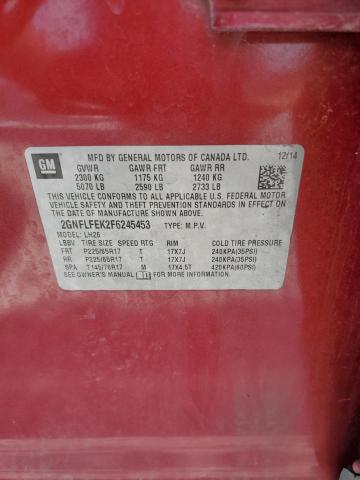 GM
MFD BY GENERAL MOTORS OF CANADA LTD. 12/14
GVWR GAWR FRT GAWR RR
2300 KG 1175 KG 1240 KG
5070 LB 2590 LB 2733 LB
THIS VEHICLE CONFORMS TO ALL APPLICABLE U.S. FEDERAL MOTOR
VEHICLE SAFETY, BUMPER, AND THEFT PREVENTION STANDARDS IN
EFFECT ON THE DATE OF MANUFACTURE SHOWN ABOVE.
2GNFLFEK2F6245453 TYPE: M.P.V.
MODEL: LH26
LBBV TIRE SIZE SPEED RTG RIM COLD TIRE PRESSURE
FRT P225/65R17 T 17X7J 240KPA(35PSI)
RR P225/65R17 T 17X7J 240KPA(35PSI)
SPA T145/70R17 M 17X4.5T 420KPA(60PSI)
SEE OWNER'S MANUAL FOR ADDITIONAL INFORMATION